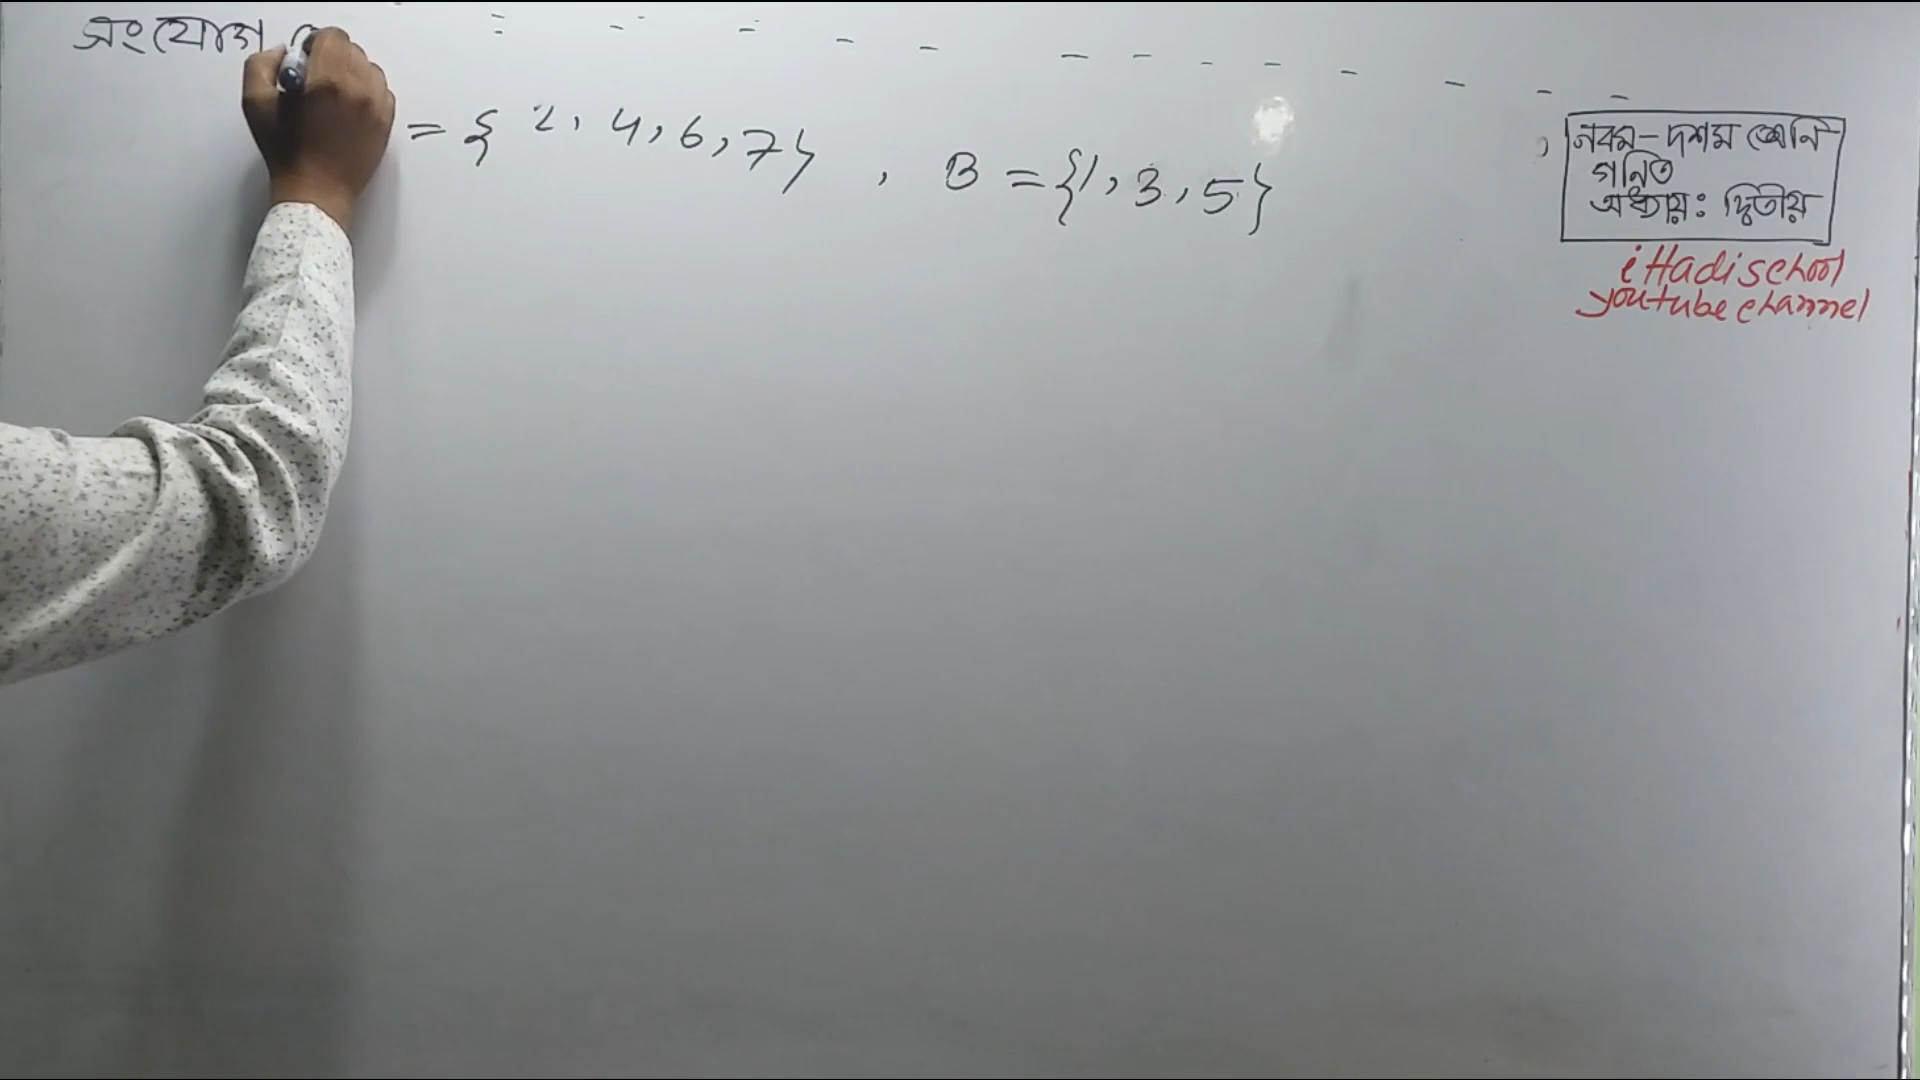 সংযোগ
= {2, 4, 6, 7} , B = {1, 3, 5}
নবম-দশম শ্রেনি
গনিত
অধ্যায়ঃ দ্বিতীয়
iHadischool
youtube channel